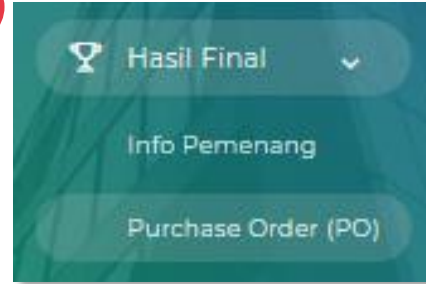 Hasil Final
Info Pemenang
Purchase Order (PO)